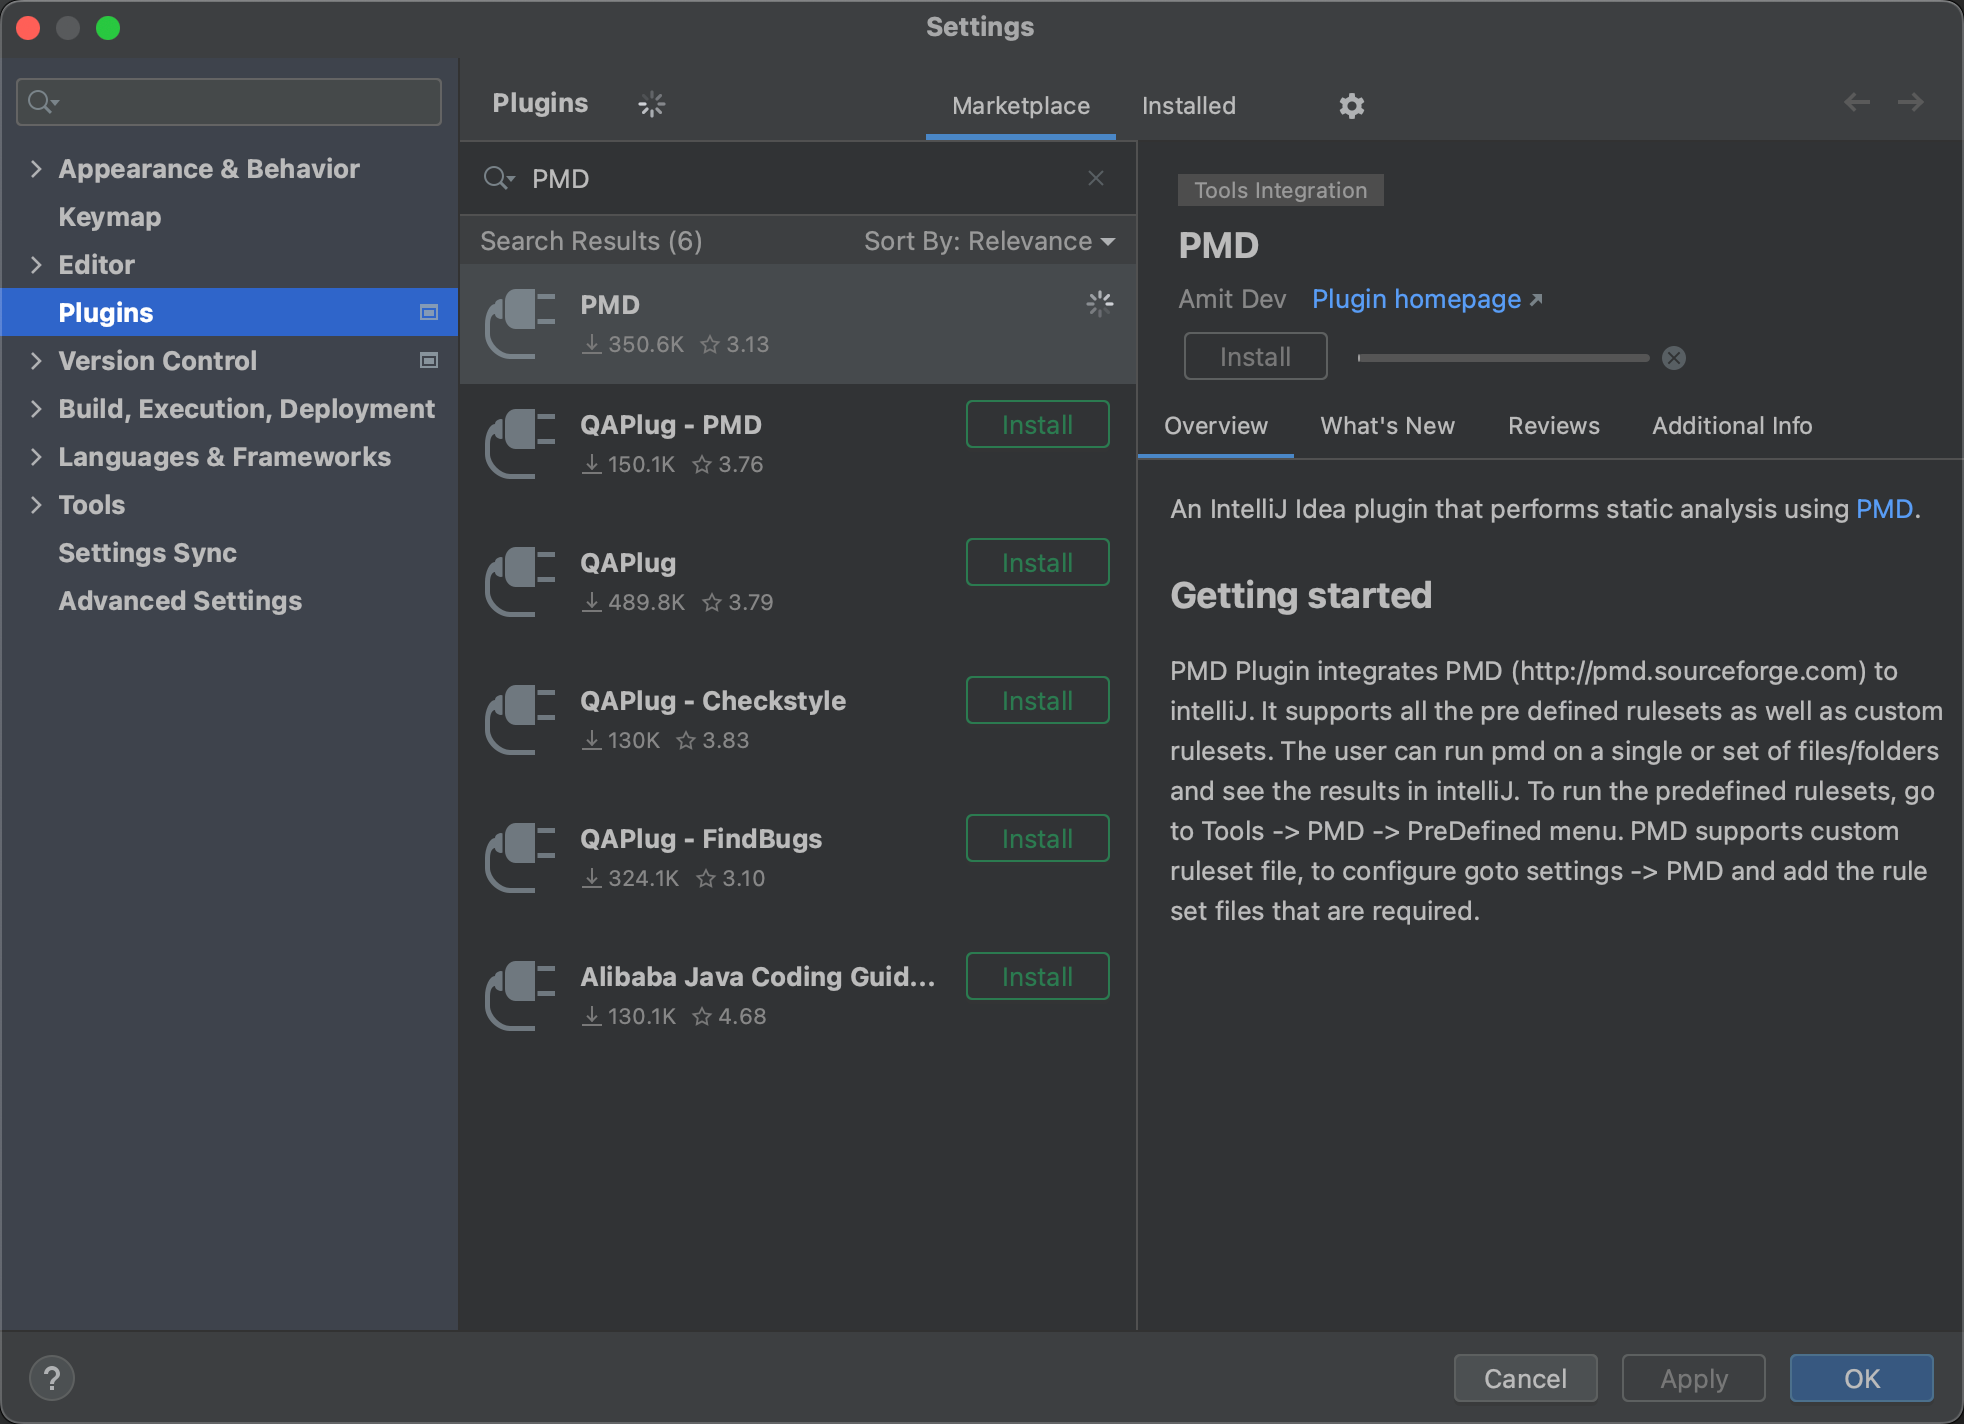 Settings
Appearance & Behavior
Keymap
Editor
Plugins
Version Control
Build, Execution, Deployment
Languages & Frameworks
Tools
Settings Sync
Advanced Settings
Plugins
Marketplace
Installed
PMD
Search Results (6)
Sort By: Relevance
PMD
350.6K 3.13
QAPlug - PMD
150.1K 3.76
Install
QAPlug
489.8K 3.79
Install
QAPlug - Checkstyle
130K 3.83
Install
QAPlug - FindBugs
324.1K 3.10
Install
Alibaba Java Coding Guid...
130.1K 4.68
Install
Tools Integration
PMD
Amit Dev Plugin homepage ↗
Install
Overview
What's New
Reviews
Additional Info
An IntelliJ Idea plugin that performs static analysis using PMD.
Getting started
PMD Plugin integrates PMD (http://pmd.sourceforge.com) to
intelliJ. It supports all the pre defined rulesets as well as custom
rulesets. The user can run pmd on a single or set of files/folders
and see the results in intelliJ. To run the predefined rulesets, go
to Tools -> PMD -> PreDefined menu. PMD supports custom
ruleset file, to configure goto settings -> PMD and add the rule
set files that are required.
?
Cancel
Apply
OK